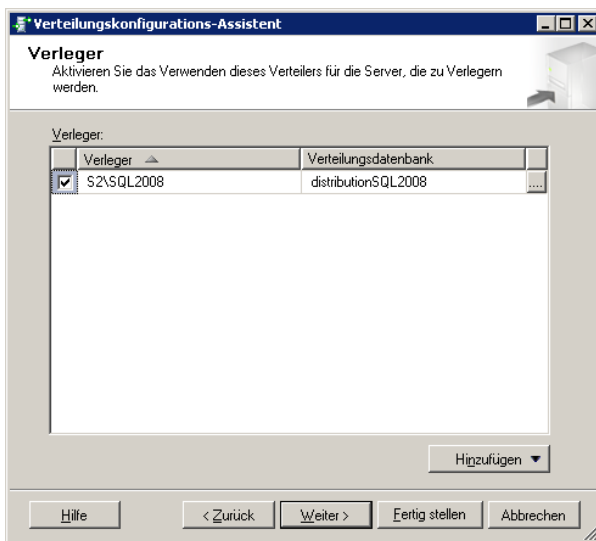 Verteilungskonfigurations-Assistent
Verleger
Aktivieren Sie das Verwenden dieses Verteilers für die Server, die zu Verlegern
werden.
Verleger:
Verleger Verteilungsdatenbank
S2\SQL2008 distributionSQL2008 ....
Hinzufügen
Hilfe < Zurück Weiter > Fertig stellen Abbrechen